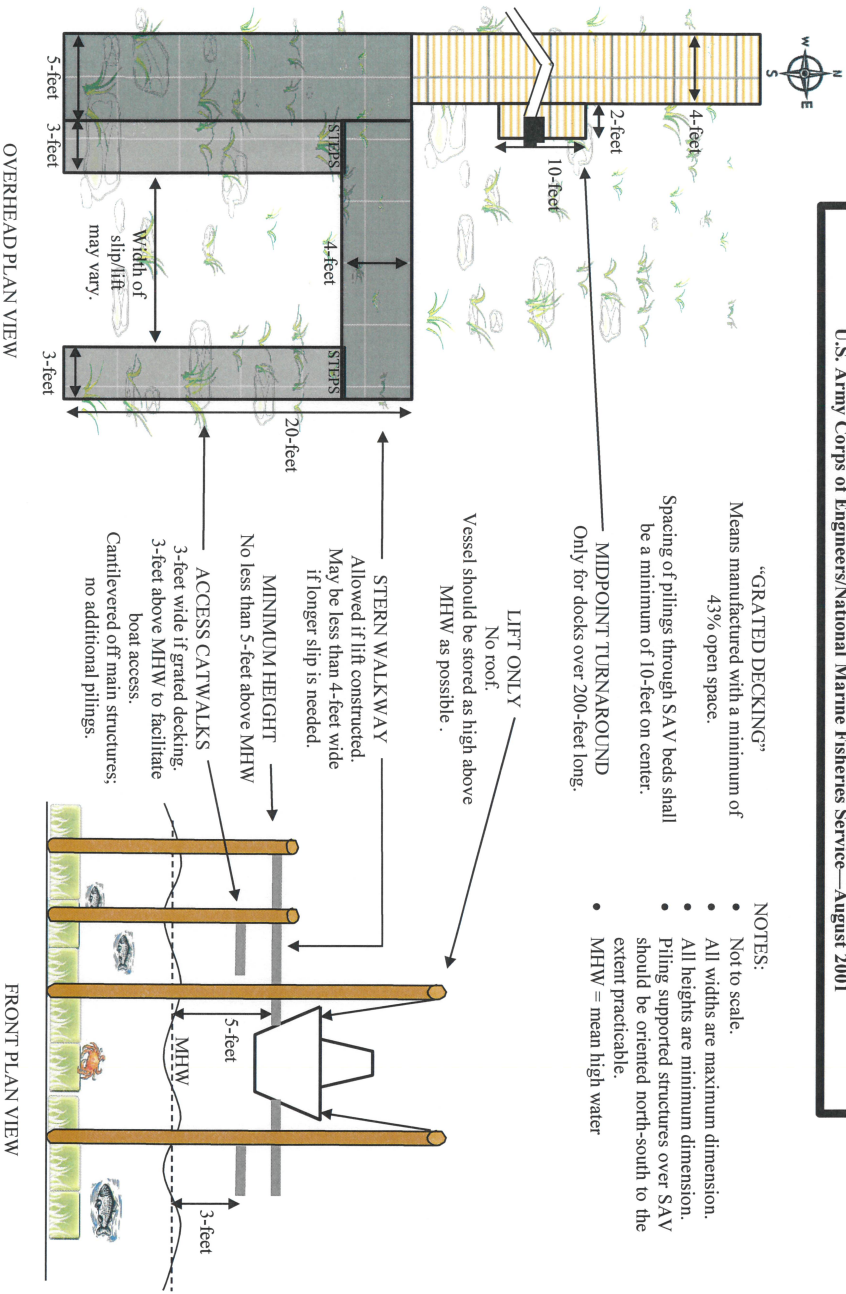 U.S. Army Corps of Engineers/National Marine Fisheries Service—August 2001
N
W
E
S
4-feet
2-feet
10-feet
5-feet
3-feet
STEPS
4-feet
STEPS
Width of
slip/lift
may vary.
3-feet
20-feet
OVERHEAD PLAN VIEW
“GRATED DECKING”
Means manufactured with a minimum of
43% open space.
Spacing of pilings through SAV beds shall
be a minimum of 10-feet on center.
MIDPOINT TURNAROUND
Only for docks over 200-feet long.
LIFT ONLY
No roof.
Vessel should be stored as high above
MHW as possible .
STERN WALKWAY
Allowed if lift constructed.
May be less than 4-feet wide
if longer slip is needed.
MINIMUM HEIGHT
No less than 5-feet above MHW
ACCESS CATWALKS
3-feet wide if grated decking.
3-feet above MHW to facilitate
boat access.
Cantilevered off main structures;
no additional pilings.
NOTES:
• Not to scale.
• All widths are maximum dimension.
• All heights are minimum dimension.
• Piling supported structures over SAV
should be oriented north-south to the
extent practicable.
• MHW = mean high water
5-feet
MHW
3-feet
FRONT PLAN VIEW